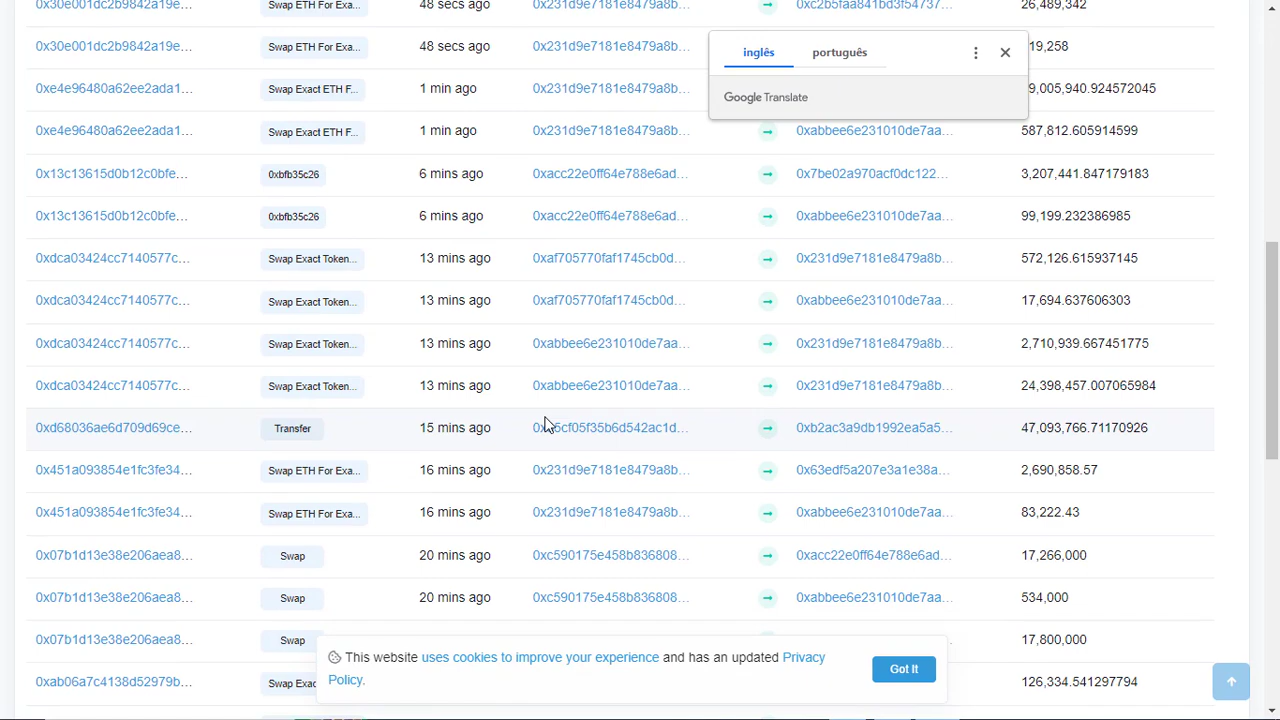 0x30e001dc2b9842a19e... Swap ETH For Exa... 48 secs ago 0x231d9e7181e8479a8b... 0xc2b5faa841bd3f54737... 26,489,342
0x30e001dc2b9842a19e... Swap ETH For Exa... 48 secs ago 0x231d9e7181e8479a8b...
inglês português
Google Translate
0xe4e96480a62ee2ada1... Swap Exact ETH F... 1 min ago 0x231d9e7181e8479a8b...
0xe4e96480a62ee2ada1... Swap Exact ETH F... 1 min ago 0x231d9e7181e8479a8b... 0xabbee6e231010de7aa... 587,812.605914599
0x13c13615d0b12c0bfe... 0xbfb35c26 6 mins ago 0xacc22e0ff64e788e6ad... 0x7be02a970acf0dc122... 3,207,441.847179183
0x13c13615d0b12c0bfe... 0xbfb35c26 6 mins ago 0xacc22e0ff64e788e6ad... 0xabbee6e231010de7aa... 99,199.232386985
0xdca03424cc7140577c... Swap Exact Token... 13 mins ago 0xaf705770faf1745cb0d... 0x231d9e7181e8479a8b... 572,126.615937145
0xdca03424cc7140577c... Swap Exact Token... 13 mins ago 0xaf705770faf1745cb0d... 0xabbee6e231010de7aa... 17,694.637606303
0xdca03424cc7140577c... Swap Exact Token... 13 mins ago 0xabbee6e231010de7aa... 0x231d9e7181e8479a8b... 2,710,939.667451775
0xdca03424cc7140577c... Swap Exact Token... 13 mins ago 0xabbee6e231010de7aa... 0x231d9e7181e8479a8b... 24,398,457.007065984
0xd68036ae6d709d69ce... Transfer 15 mins ago 0xb2ac3a9db1992ea5a5... 47,093,766.71170926
0x451a093854e1fc3fe34... Swap ETH For Exa... 16 mins ago 0x231d9e7181e8479a8b... 0x63edf5a207e3a1e38a... 2,690,858.57
0x451a093854e1fc3fe34... Swap ETH For Exa... 16 mins ago 0x231d9e7181e8479a8b... 0xabbee6e231010de7aa... 83,222.43
0x07b1d13e38e206aea8... Swap 20 mins ago 0xc590175e458b836808... 0xacc22e0ff64e788e6ad... 17,266,000
0x07b1d13e38e206aea8... Swap 20 mins ago 0xc590175e458b836808... 0xabbee6e231010de7aa... 534,000
0x07b1d13e38e206aea8... Swap 17,800,000
This website uses cookies to improve your experience and has an updated Privacy
Policy.
Got It
0xab06a7c4138d52979b... Swap 126,334.541297794